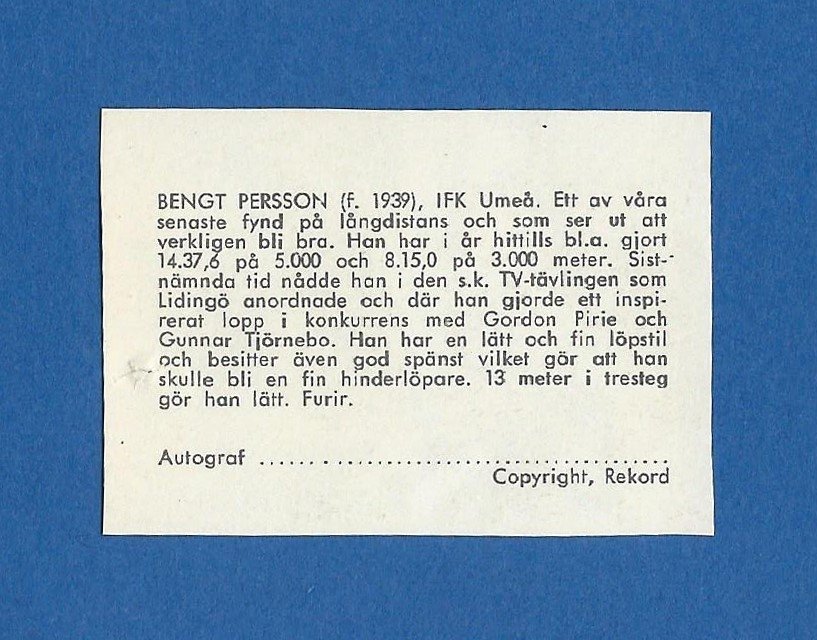 BENGT PERSSON (f. 1939), IFK Umeå. Ett av våra
senaste fynd på långdistans och som ser ut att
verkligen bli bra. Han har i år hittills bl.a. gjort
14.37,6 på 5.000 och 8.15,0 på 3.000 meter. Sist-
nämnda tid nådde han i den s.k. TV-tävlingen som
Lidingö anordnade och där han gjorde ett inspi-
rerat lopp i konkurrens med Gordon Pirie och
Gunnar Tjörnebo. Han har en lätt och fin löpstil
och besitter även god spänst vilket gör att han
skulle bli en fin hinderlöpare. 13 meter i tresteg
gör han lätt. Furir.
Autograf ............................................
Copyright, Rekord